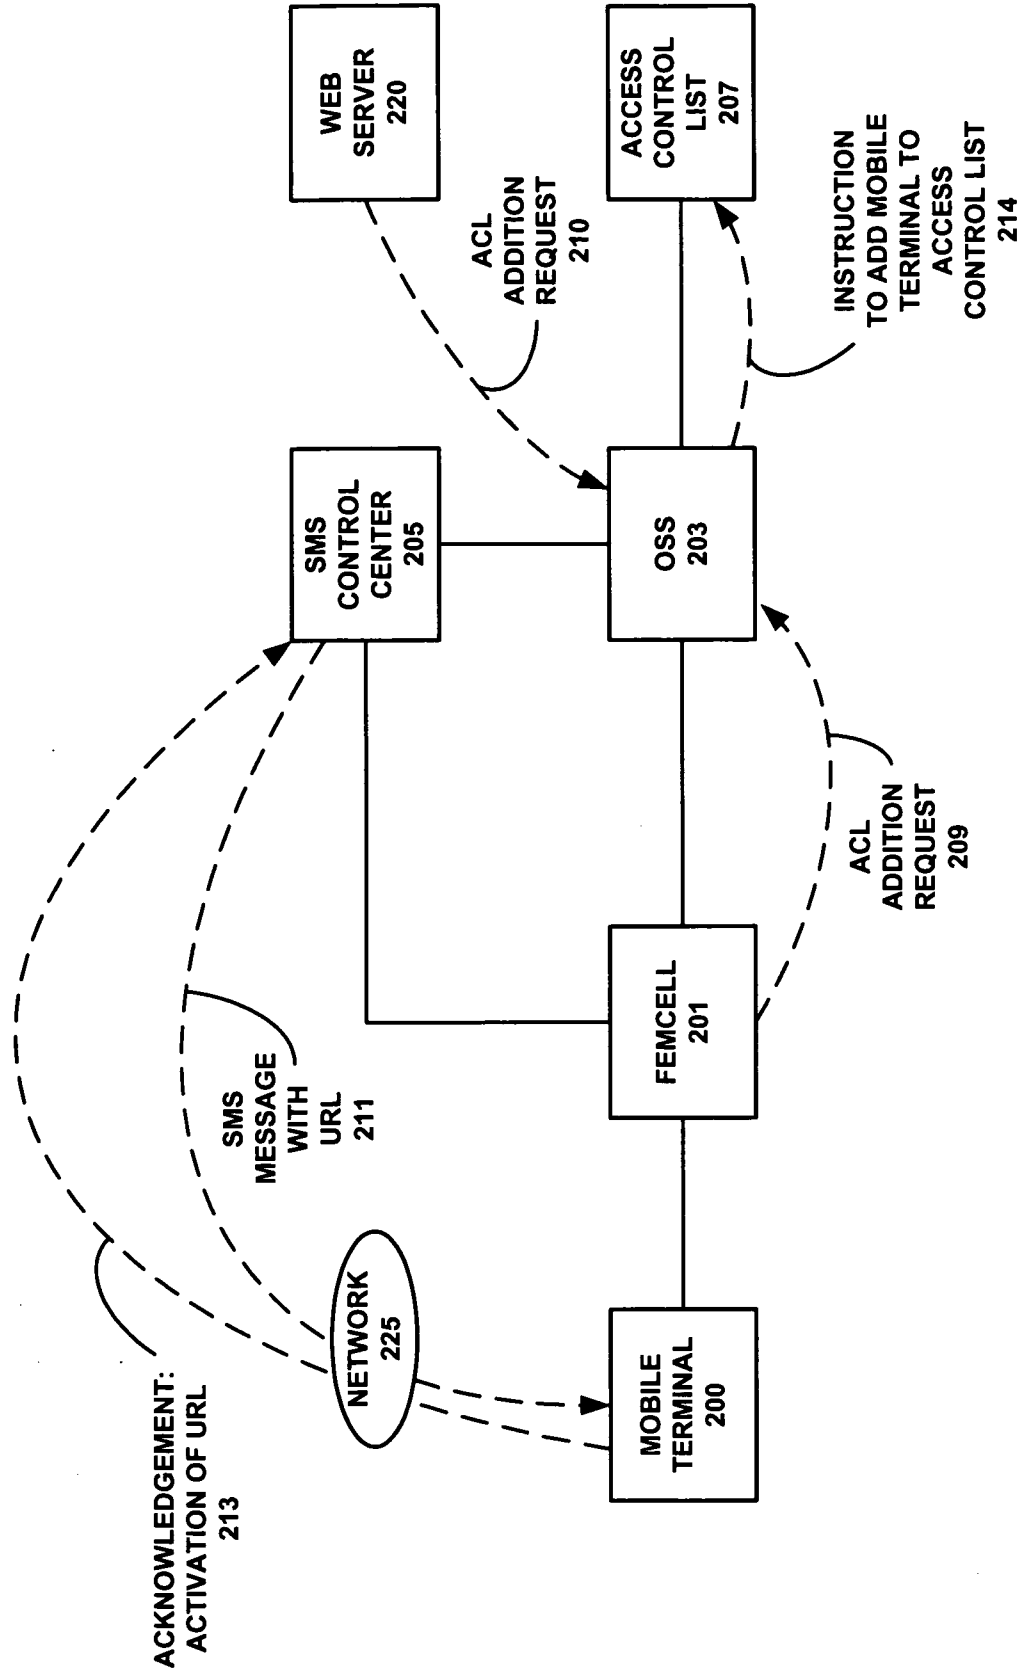 ACKNOWLEDGEMENT:
ACTIVATION OF URL
213
NETWORK
225
SMS
MESSAGE
WITH
URL
211
SMS
CONTROL
CENTER
205
WEB
SERVER
220
ACL
ADDITION
REQUEST
210
MOBILE
TERMINAL
200
FEMCELL
201
OSS
203
ACCESS
CONTROL
LIST
207
ACL
ADDITION
REQUEST
209
INSTRUCTION
TO ADD MOBILE
TERMINAL TO
ACCESS
CONTROL LIST
214